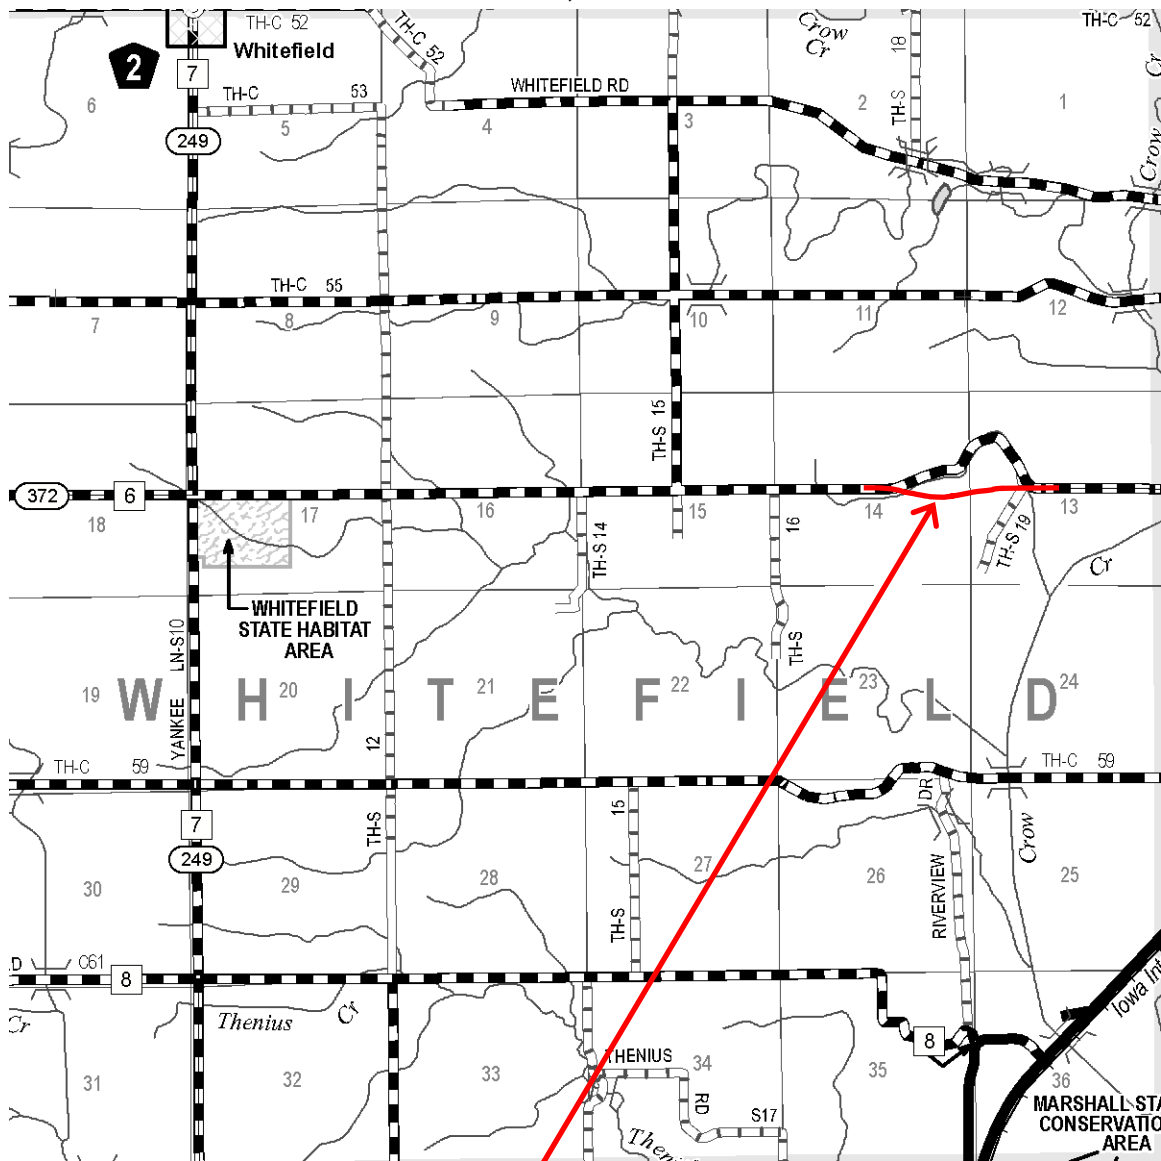 TH-C 52
Whitefield
2
7
TH-C 52
Crow
Cr
18
TH-S
TH-C 52
Cr
6
TH-C 53
5
WHITEFIELD RD
4
3
2
1
249
Crow
TH-C 55
7
8
9
10
11
12
TH-S 15
372
6
18
17
16
15
16
14
13
TH-S 14
TH-S 19
Cr
WHITEFIELD
STATE HABITAT
AREA
YANKEE LN-S10
TH-S
19
20
21
22
23
24
W H I T E F I E L D
12
TH-S
TH-C 59
TH-C 59
7
249
15
TH-S
DR
RIVERVIEW
Crow
30
29
28
27
26
25
D
C61
8
Cr
Thenius
Cr
Iowa Int
8
THENIUS
RD
31
32
33
34
35
36
S17
MARSHALL STA
CONSERVATIO
AREA
Theni